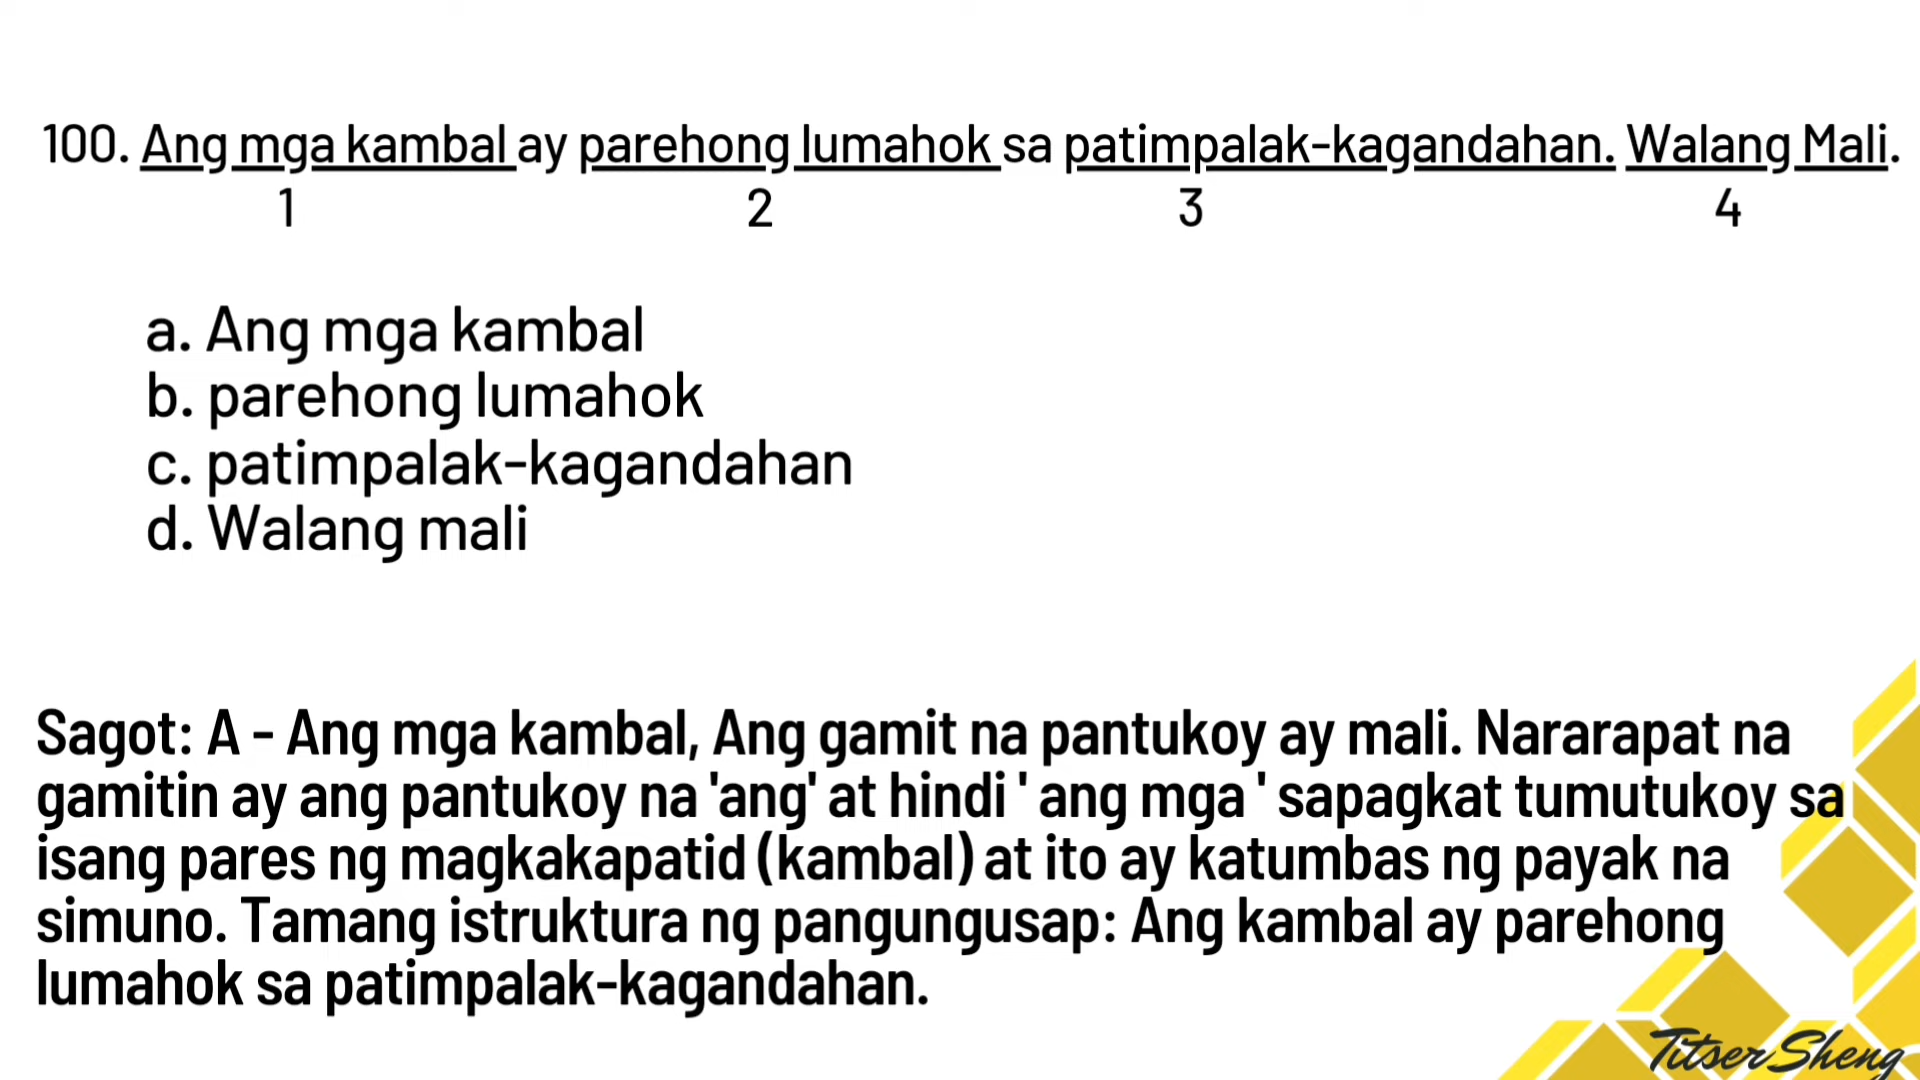 100. Ang mga kambal ay parehong lumahok sa patimpalak-kagandahan. Walang Mali.
1 2 3 4
a. Ang mga kambal
b. parehong lumahok
c. patimpalak-kagandahan
d. Walang mali
Sagot: A - Ang mga kambal, Ang gamit na pantukoy ay mali. Nararapat na
gamitin ay ang pantukoy na 'ang' at hindi ' ang mga ' sapagkat tumutukoy sa
isang pares ng magkakapatid (kambal) at ito ay katumbas ng payak na
simuno. Tamang istruktura ng pangungusap: Ang kambal ay parehong
lumahok sa patimpalak-kagandahan.
Titser Sheng